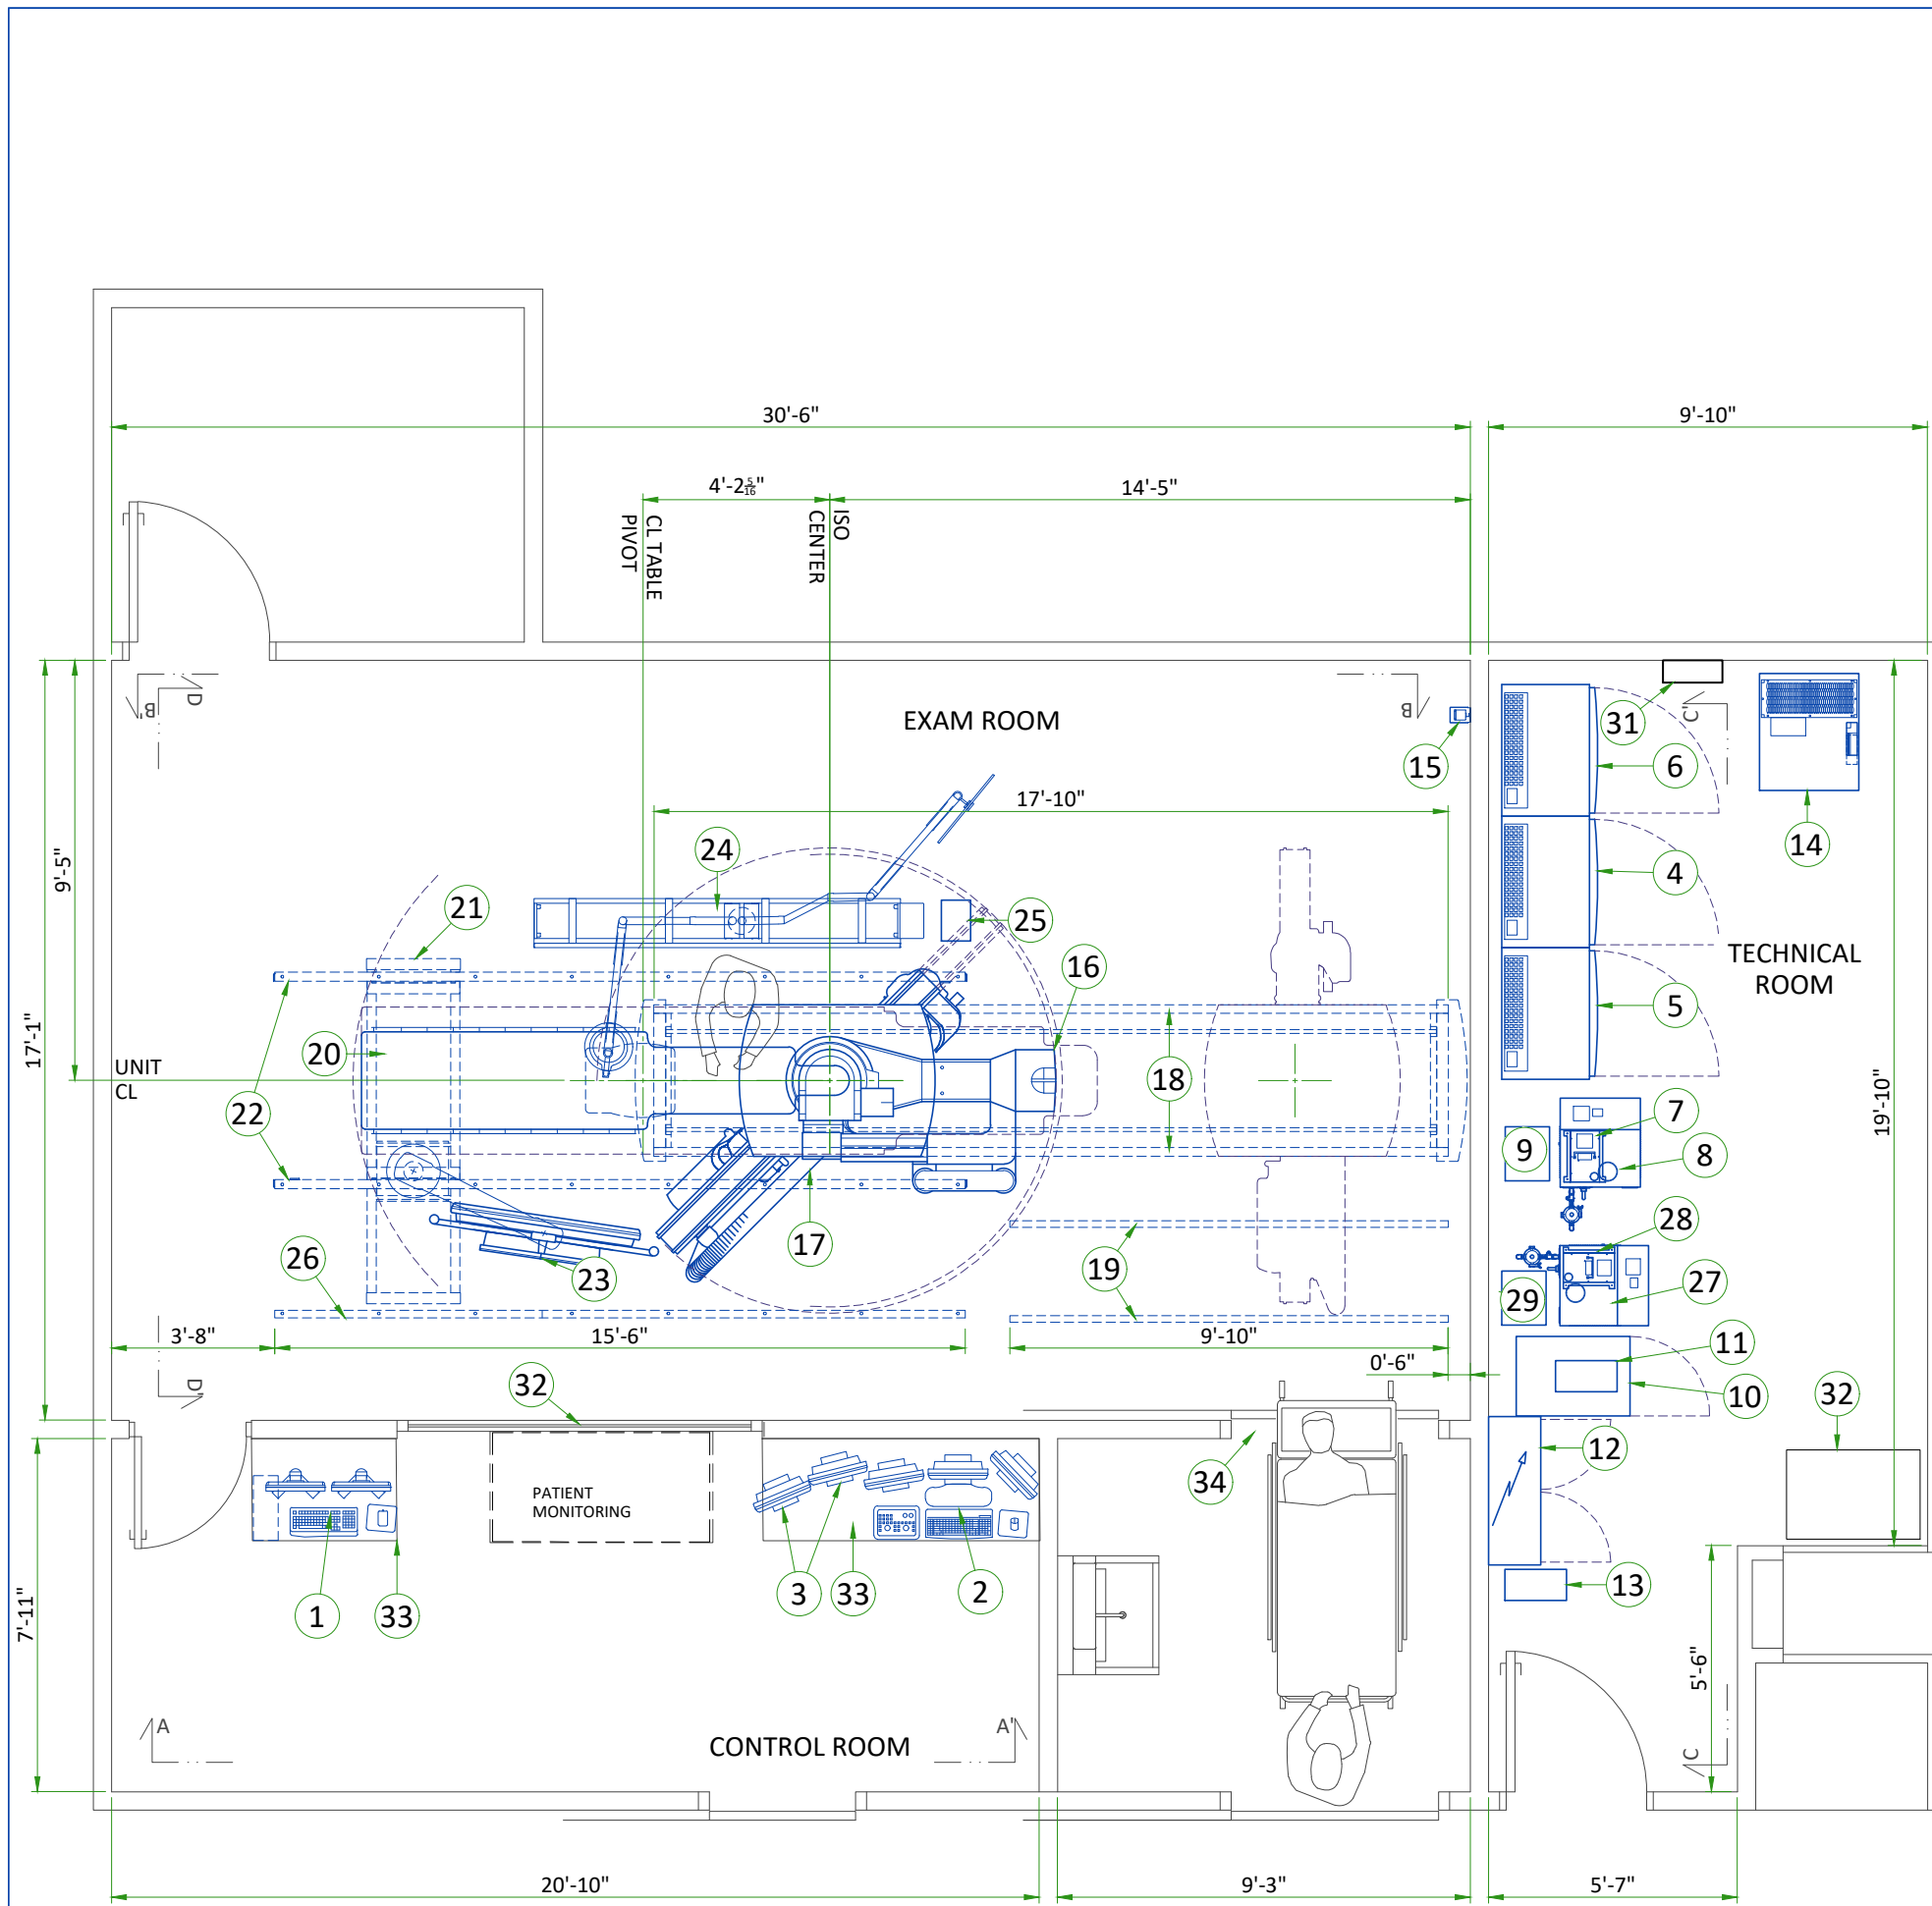 30'-6"
9'-10"
4'-2 5/16"
14'-5"
CL TABLE
PIVOT
ISO
CENTER
B'
D
EXAM ROOM
B
15
31
C'
6
14
17'-10"
24
4
9'-5"
21
25
TECHNICAL
ROOM
16
5
17'-1"
20
UNIT
CL
18
22
7
9
8
19'-10"
17
28
26
23
19
29
27
3'-8"
15'-6"
9'-10"
11
0'-6"
D'
32
10
32
12
34
PATIENT
MONITORING
13
1
33
3
33
2
7'-11"
5'-6"
A
A'
CONTROL ROOM
C
20'-10"
9'-3"
5'-7"